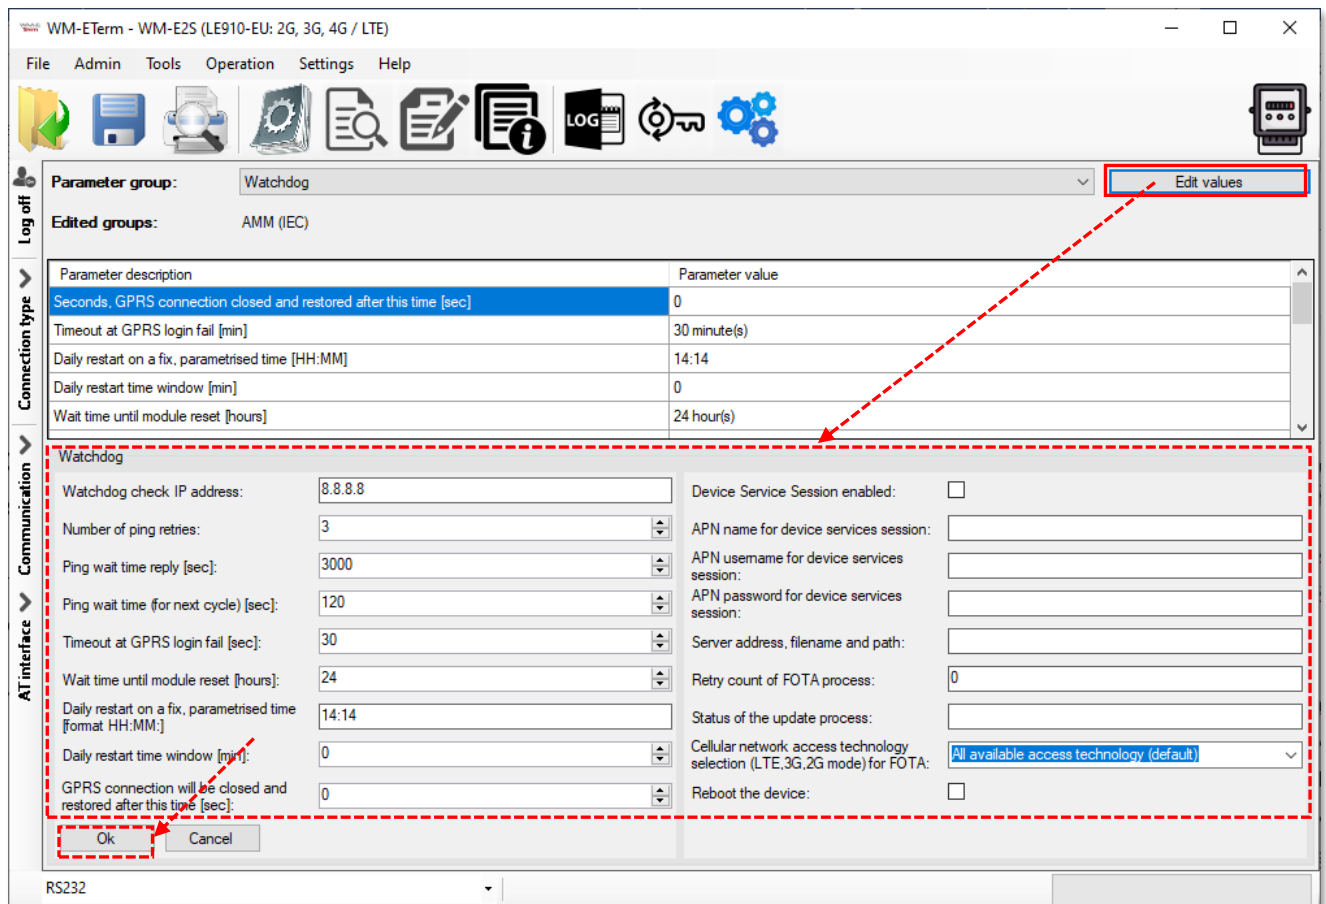 WM-ETerm - WM-E2S (LE910-EU: 2G, 3G, 4G / LTE)
File Admin Tools Operation Settings Help
LOG
Log off
Connection type
Communication
AT interface
Parameter group: Watchdog Edit values
Edited groups: AMM (IEC)
Parameter description Parameter value
Seconds, GPRS connection closed and restored after this time [sec] 0
Timeout at GPRS login fail [min] 30 minute(s)
Daily restart on a fix, parametrised time [HH:MM] 14:14
Daily restart time window [min] 0
Wait time until module reset [hours] 24 hour(s)
Watchdog
Watchdog check IP address: 8.8.8.8
Number of ping retries: 3
Ping wait time reply [sec]: 3000
Ping wait time (for next cycle) [sec]: 120
Timeout at GPRS login fail [sec]: 30
Wait time until module reset [hours]: 24
Daily restart on a fix, parametrised time
[format HH:MM:] 14:14
Daily restart time window [min]: 0
GPRS connection will be closed and
restored after this time [sec]: 0
Device Service Session enabled:
APN name for device services session:
APN username for device services
session:
APN password for device services
session:
Server address, filename and path:
Retry count of FOTA process: 0
Status of the update process:
Cellular network access technology
selection (LTE,3G,2G mode) for FOTA: All available access technology (default)
Reboot the device:
Ok Cancel
RS232